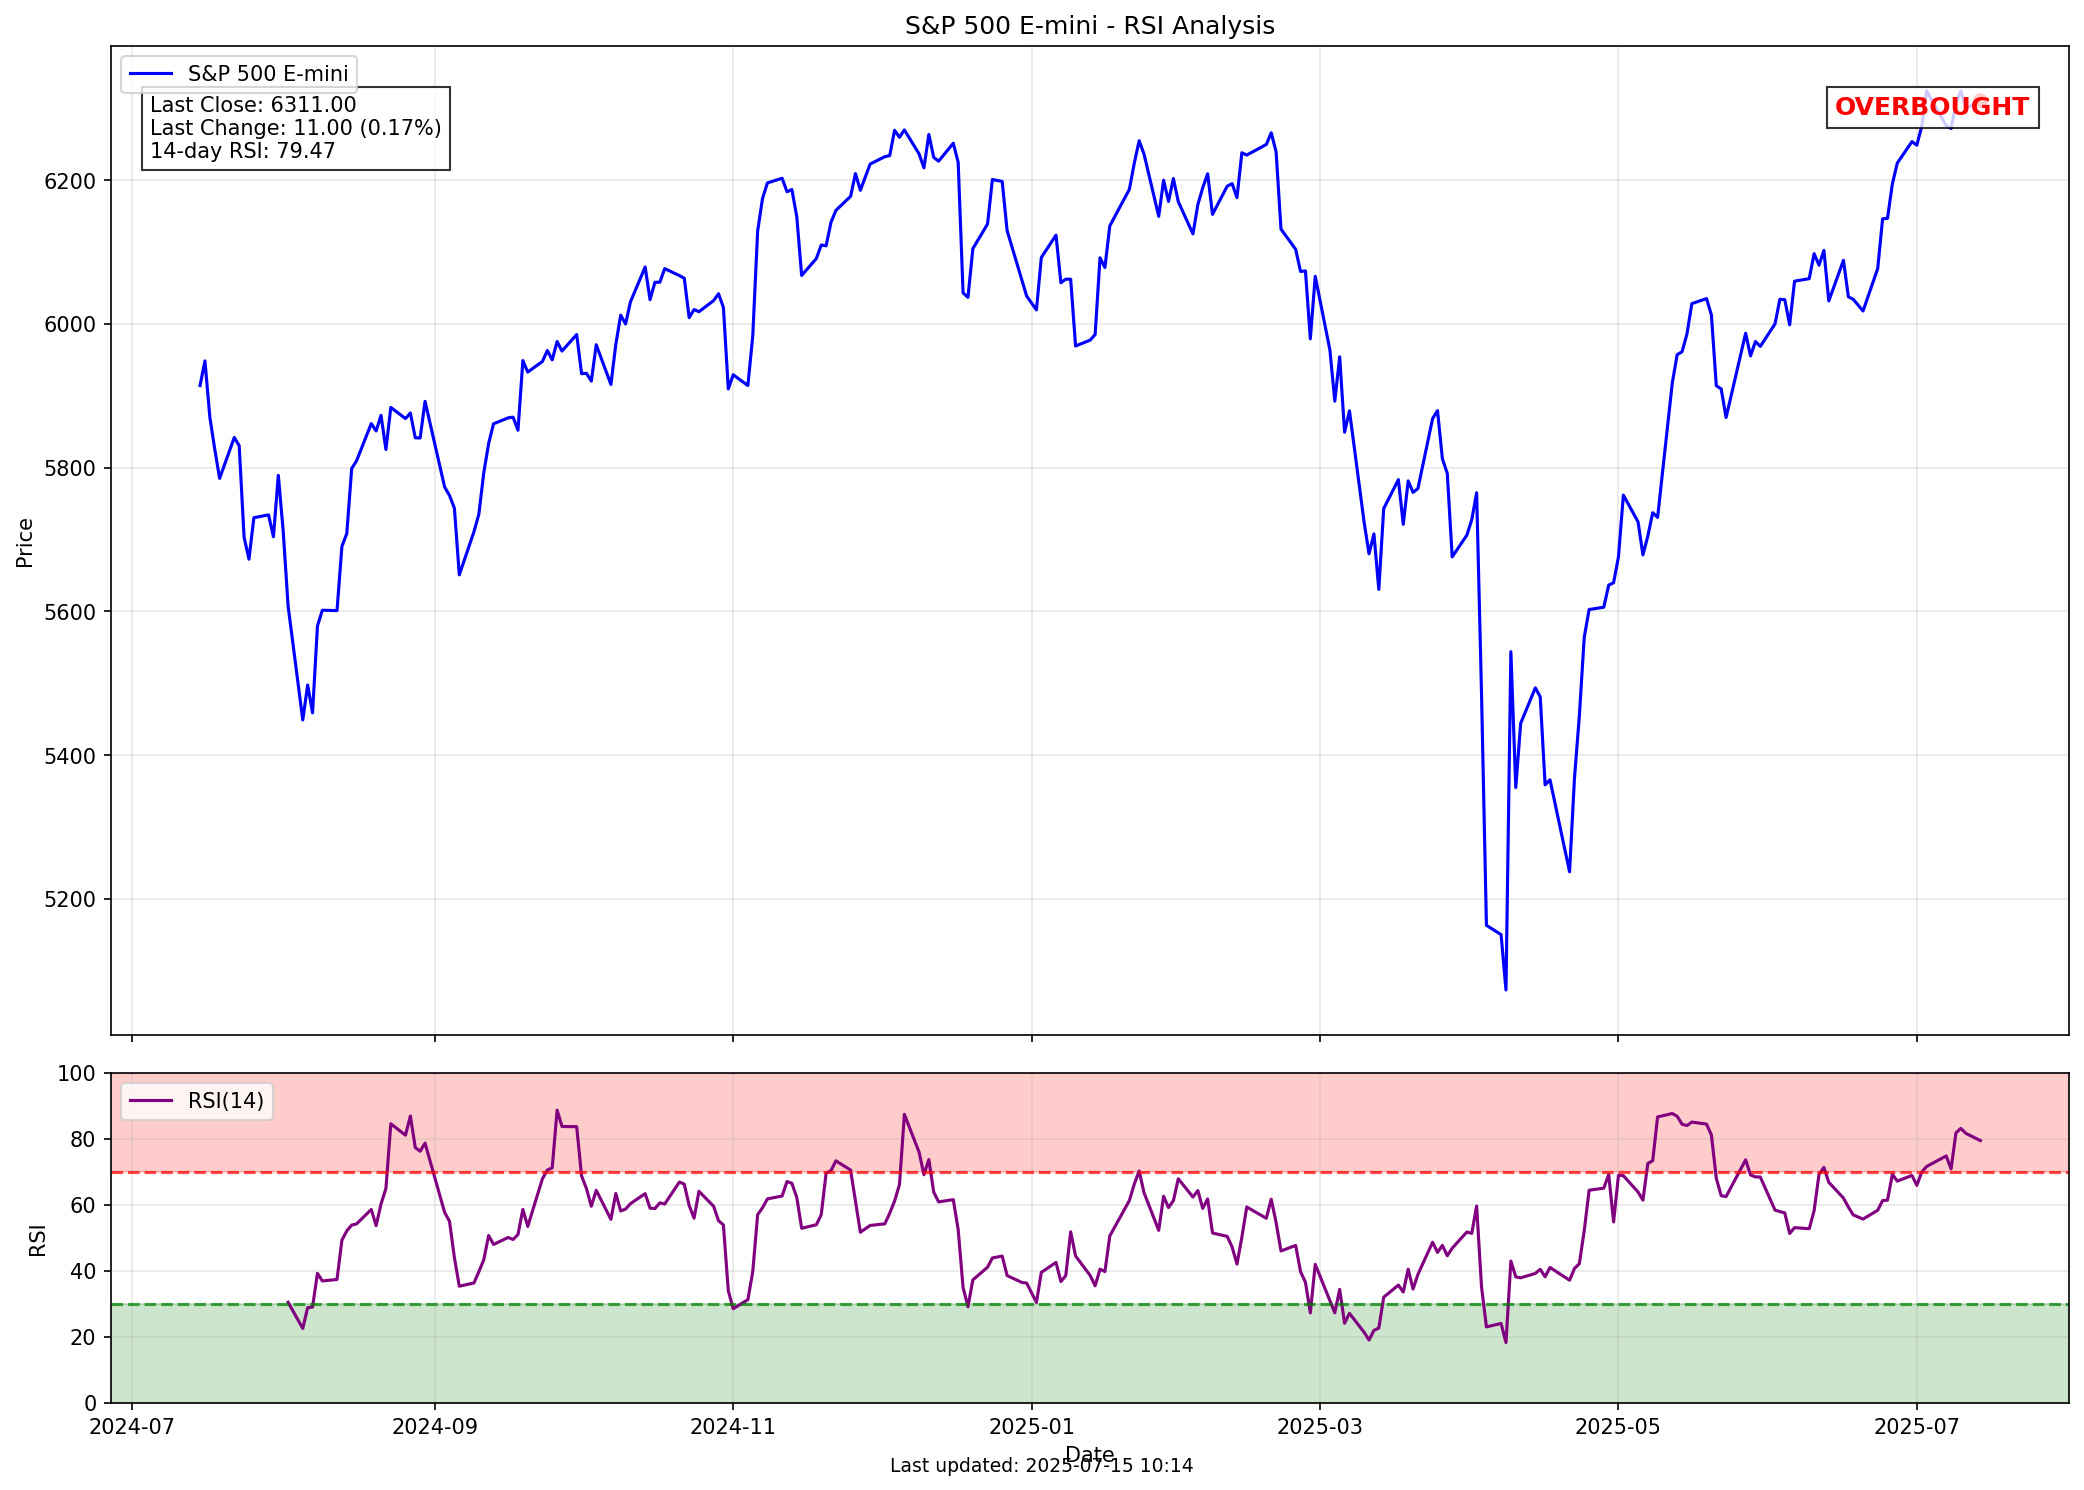 S&P 500 E-mini - RSI Analysis
S&P 500 E-mini
Last Close: 6311.00
Last Change: 11.00 (0.17%)
14-day RSI: 79.47
OVERBOUGHT
Price
6200
6000
5800
5600
5400
5200
RSI(14)
RSI
100
80
60
40
20
0
2024-07 2024-09 2024-11 2025-01 2025-03 2025-05 2025-07
Date
Last updated: 2025-07-15 10:14